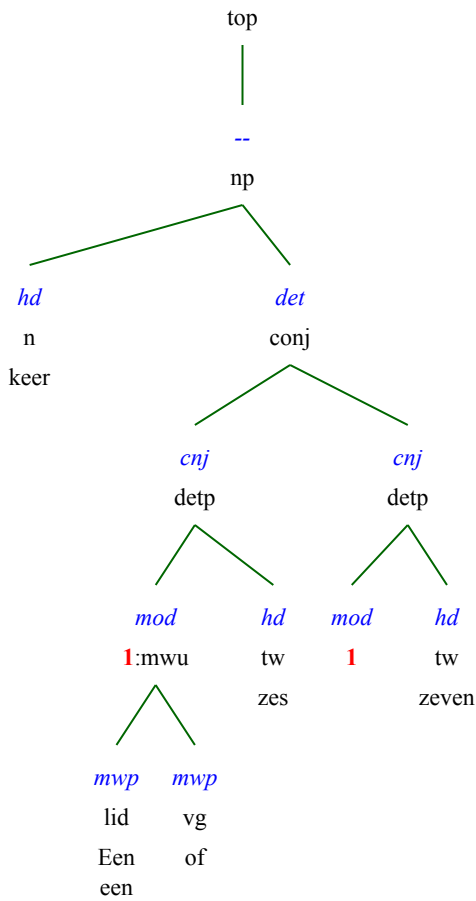 top
--
np
hd det
n conj
keer
cnj cnj
detp detp
mod hd mod hd
1:mwu tw 1 tw
zes zeven
mwp mwp
lid vg
Een of
een